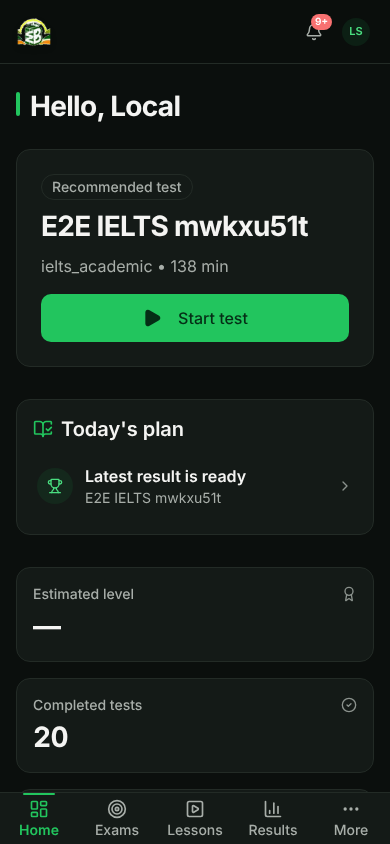 9+
LS
Hello, Local
Recommended test
E2E IELTS mwkxu51t
ielts_academic • 138 min
Start test
Today's plan
Latest result is ready
E2E IELTS mwkxu51t
Estimated level
—
Completed tests
20
Home
Exams
Lessons
Results
More